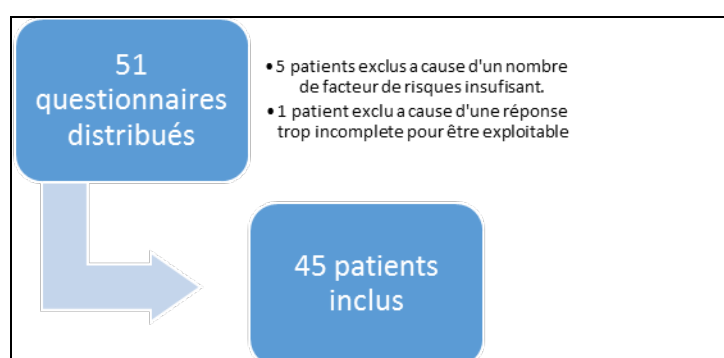 51
questionnaires
distribués
•5 patients exclus a cause d'un nombre
de facteur de risques insufisant.
•1 patient exclu a cause d'une réponse
trop incomplete pour être exploitable
45 patients
inclus